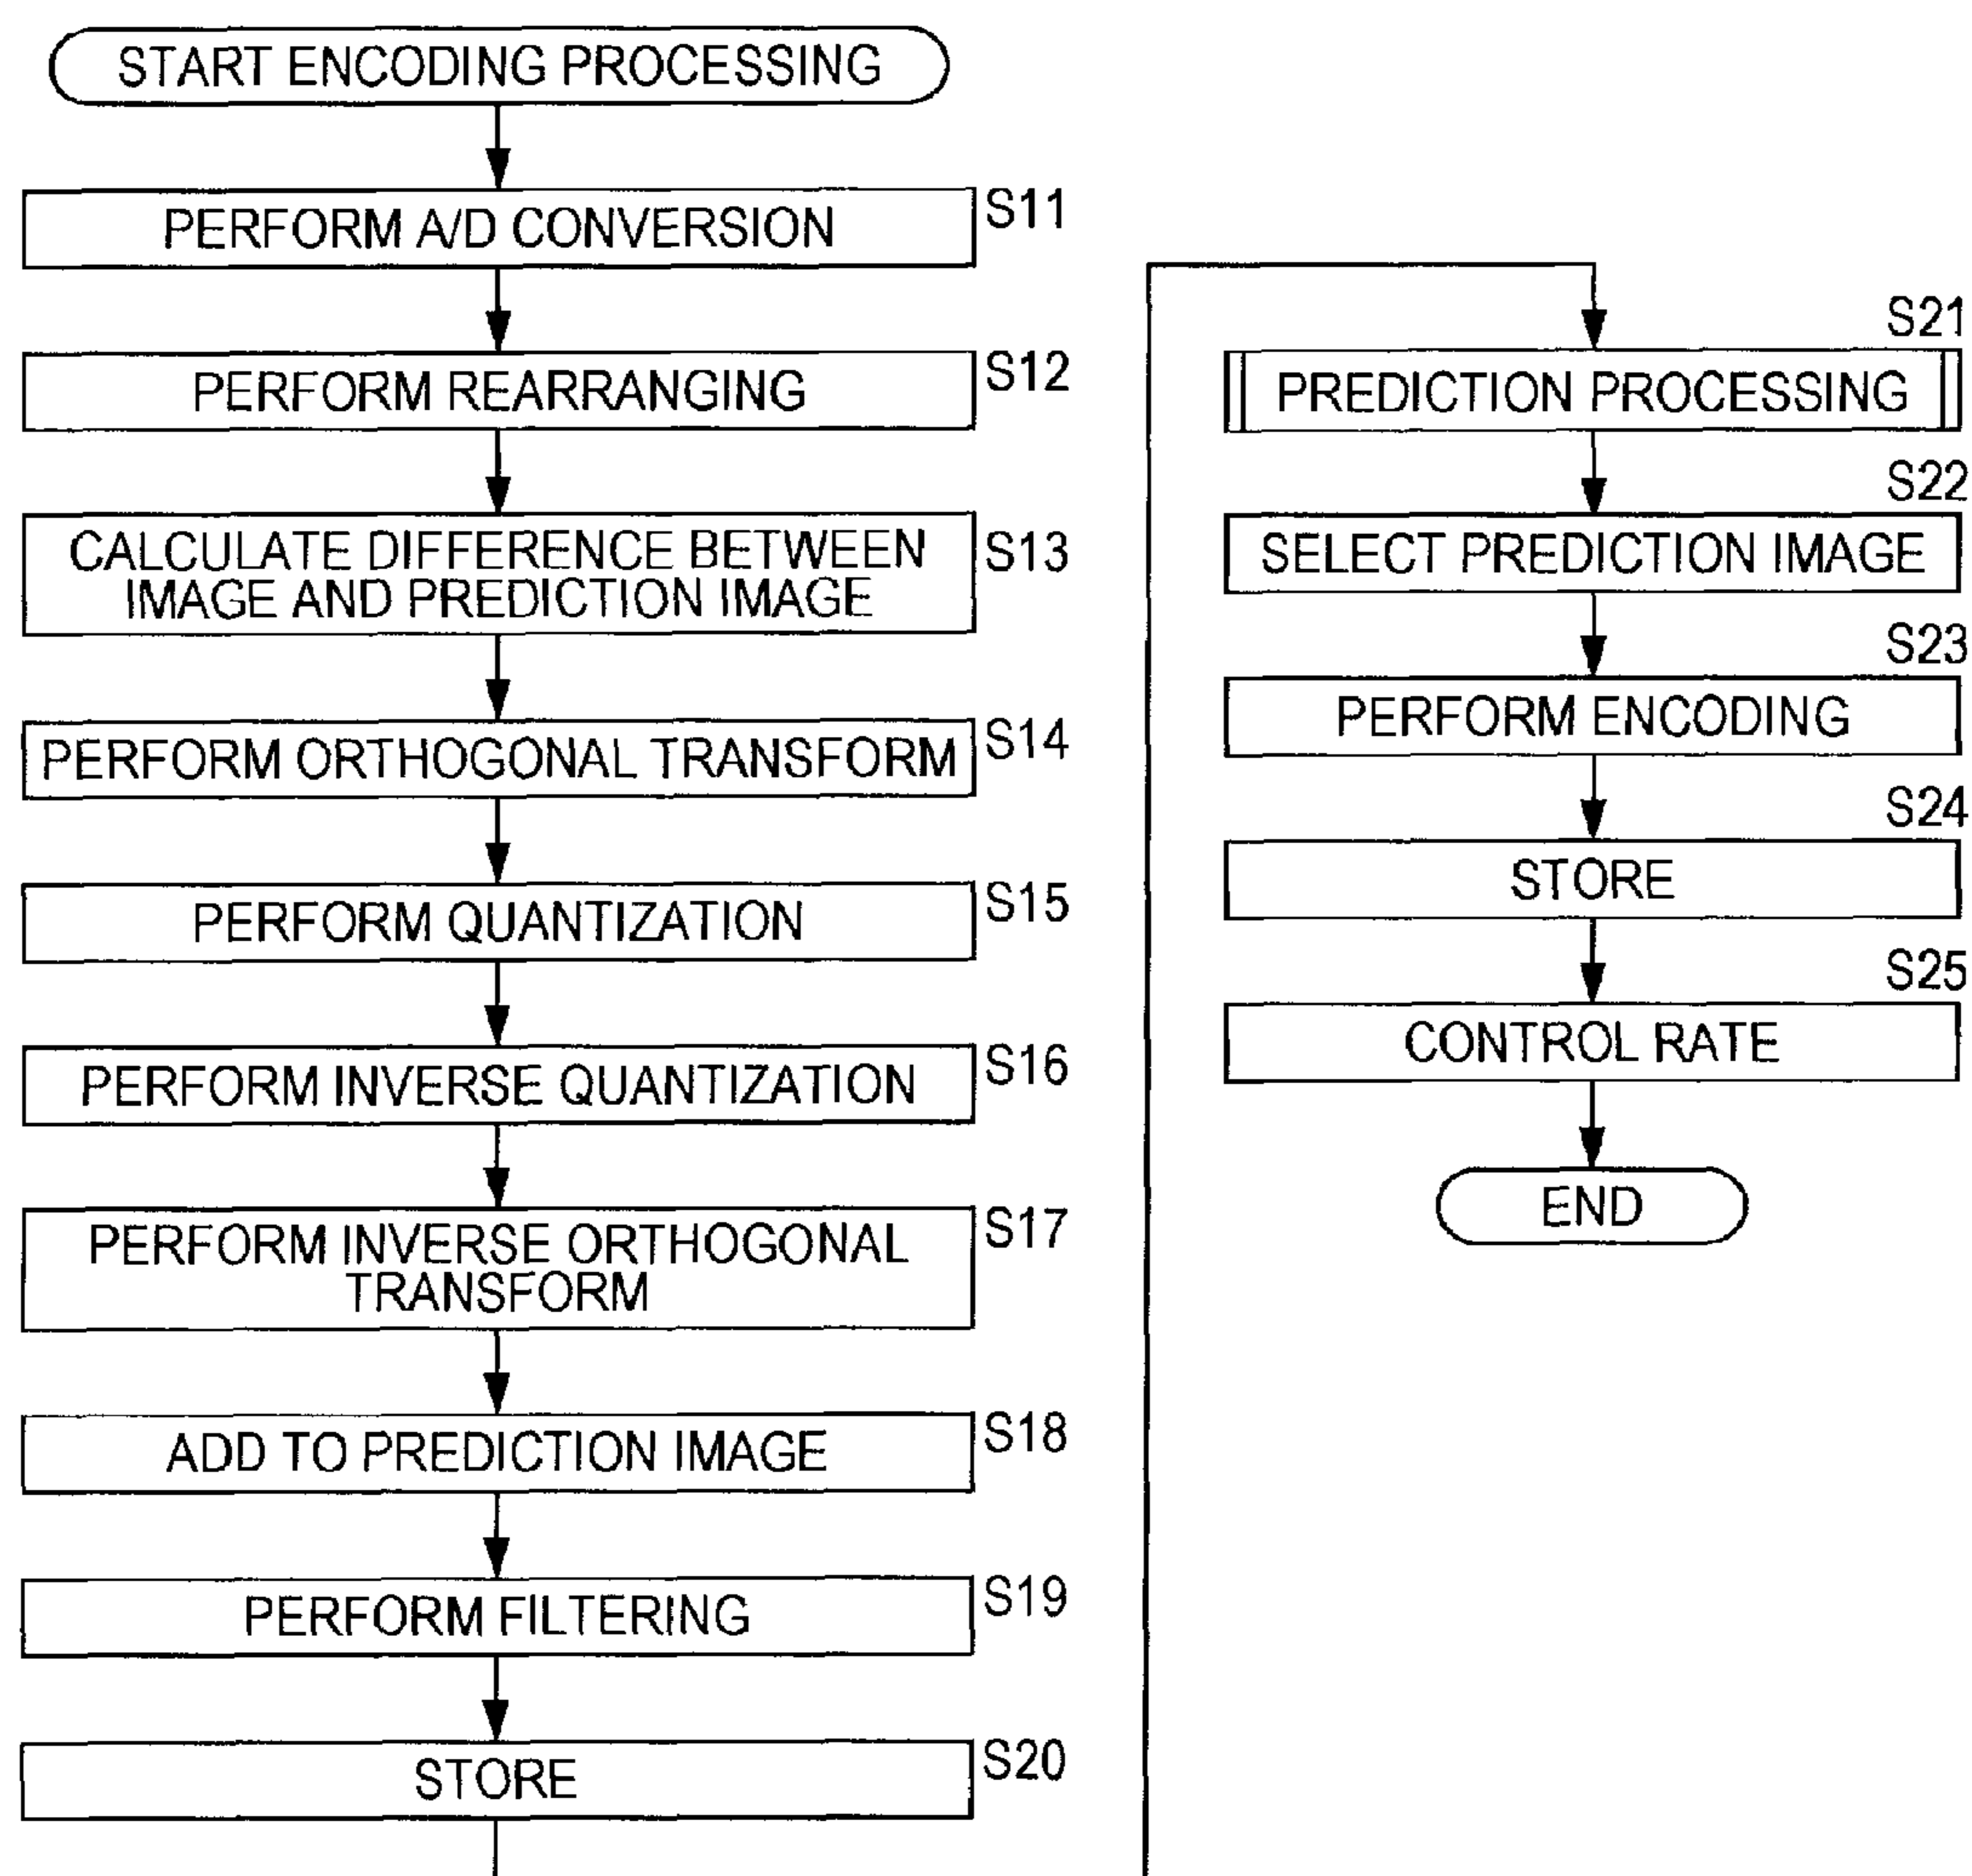 START ENCODING PROCESSING
PERFORM A/D CONVERSION
S11
PERFORM REARRANGING
S12
CALCULATE DIFFERENCE BETWEEN
IMAGE AND PREDICTION IMAGE
S13
PERFORM ORTHOGONAL TRANSFORM
S14
PERFORM QUANTIZATION
S15
PERFORM INVERSE QUANTIZATION
S16
PERFORM INVERSE ORTHOGONAL
TRANSFORM
S17
ADD TO PREDICTION IMAGE
S18
PERFORM FILTERING
S19
STORE
S20
S21
PREDICTION PROCESSING
S22
SELECT PREDICTION IMAGE
S23
PERFORM ENCODING
S24
STORE
S25
CONTROL RATE
END